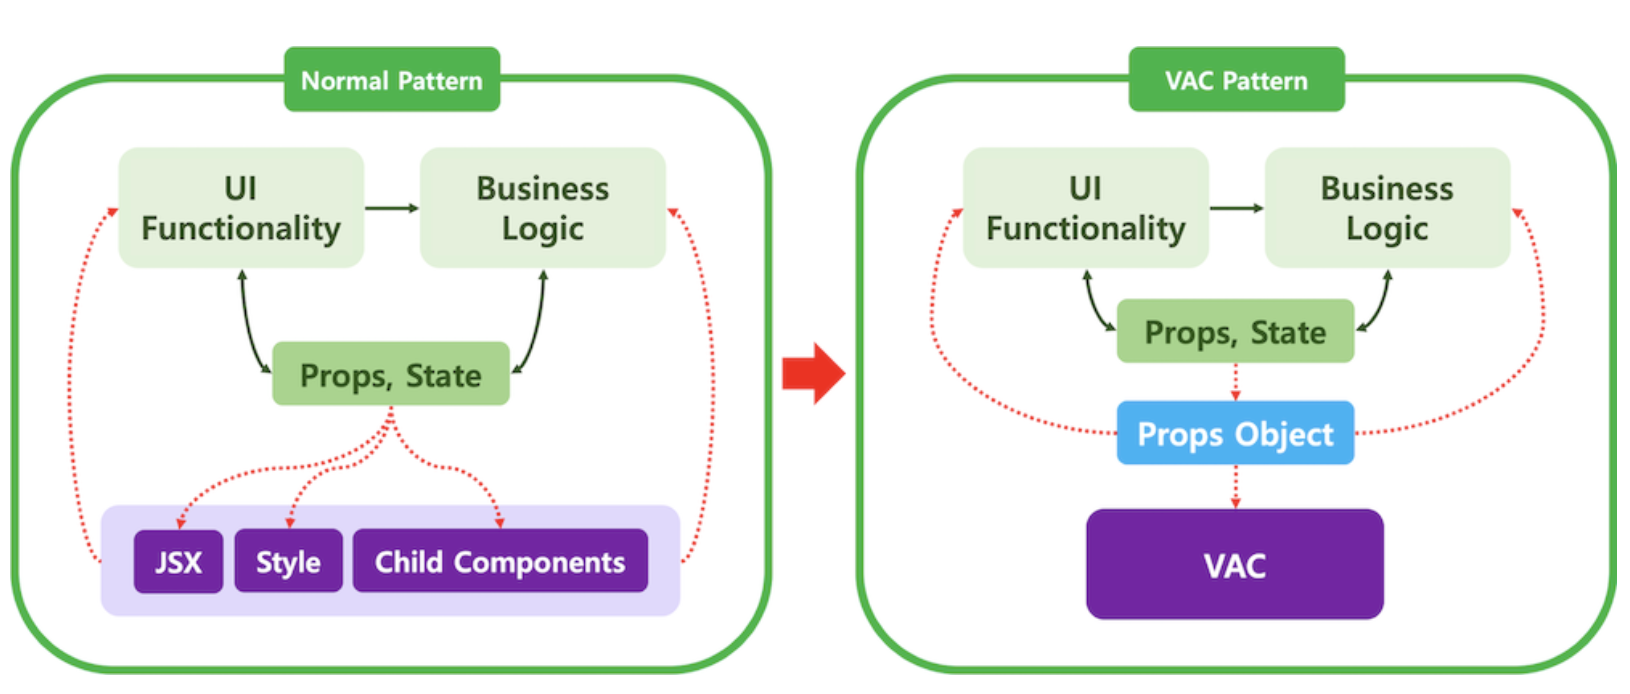 Normal Pattern
UI
Functionality
Business
Logic
Props, State
JSX
Style
Child Components
VAC Pattern
UI
Functionality
Business
Logic
Props, State
Props Object
VAC